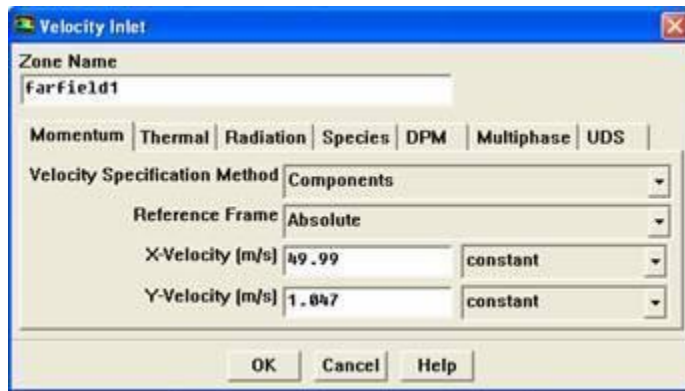 Velocity Inlet
Zone Name
farfield1
Momentum Thermal Radiation Species DPM Multiphase UDS
Velocity Specification Method Components
Reference Frame Absolute
X-Velocity (m/s) 49.99 constant
Y-Velocity (m/s) 1.047 constant
OK Cancel Help